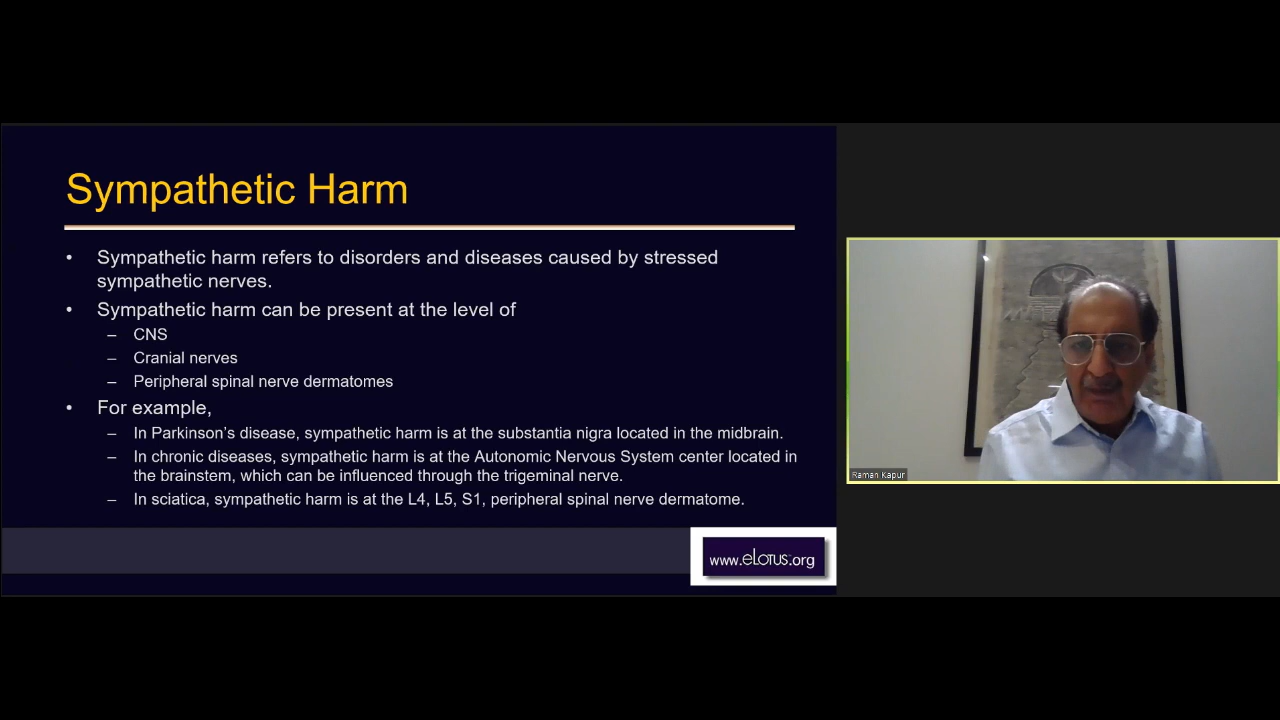 Sympathetic Harm
• Sympathetic harm refers to disorders and diseases caused by stressed
sympathetic nerves.
• Sympathetic harm can be present at the level of
– CNS
– Cranial nerves
– Peripheral spinal nerve dermatomes
• For example,
– In Parkinson’s disease, sympathetic harm is at the substantia nigra located in the midbrain.
– In chronic diseases, sympathetic harm is at the Autonomic Nervous System center located in
the brainstem, which can be influenced through the trigeminal nerve.
– In sciatica, sympathetic harm is at the L4, L5, S1, peripheral spinal nerve dermatome.
www.eLotus.org
Raman Kapur